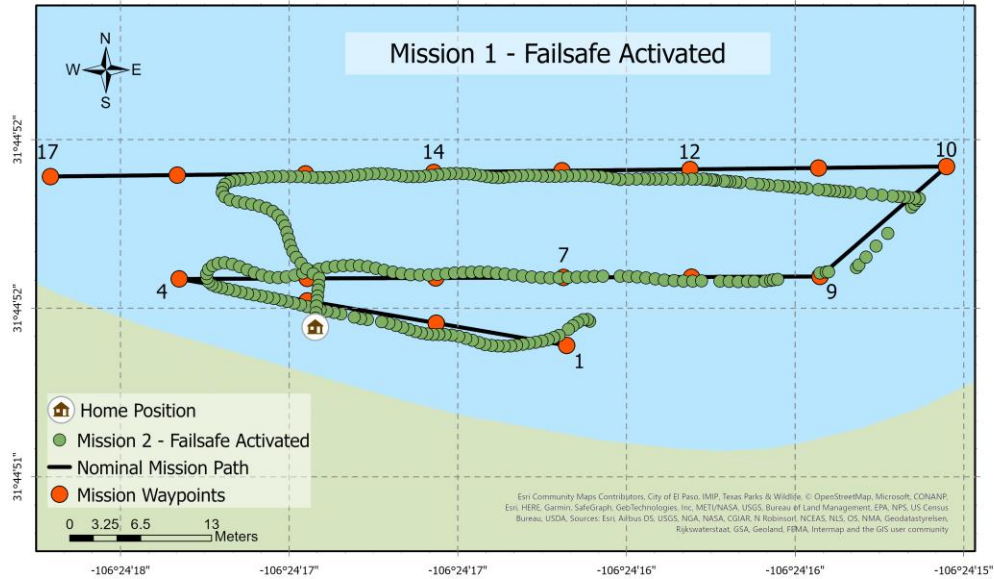 Mission 1 - Failsafe Activated
N
W E
S
31°44'52"
17
14
12
10
7
4
9
31°44'52"
1
Home Position
Mission 2 - Failsafe Activated
Nominal Mission Path
Mission Waypoints
31°44'51"
0 3.25 6.5 13
Meters
Esri Community Maps Contributors, City of El Paso, IMIP, Texas Parks & Wildlife, © OpenStreetMap, Microsoft, CONANP,
Esri, HERE, Garmin, SafeGraph, GeoTechnologies, Inc, METI/NASA, USGS, Bureau of Land Management, EPA, NPS, US Census
Bureau, USDA, Sources: Esri, Airbus DS, USGS, NGA, NASA, CGIAR, N Robinson, NCEAS, NLS, OS, NMA, Geodatastyrelsen,
Rijkswaterstaat, GSA, Geoland, FEMA, Intermap and the GIS user community
-106°24'18" -106°24'17" -106°24'17" -106°24'16" -106°24'16" -106°24'15"